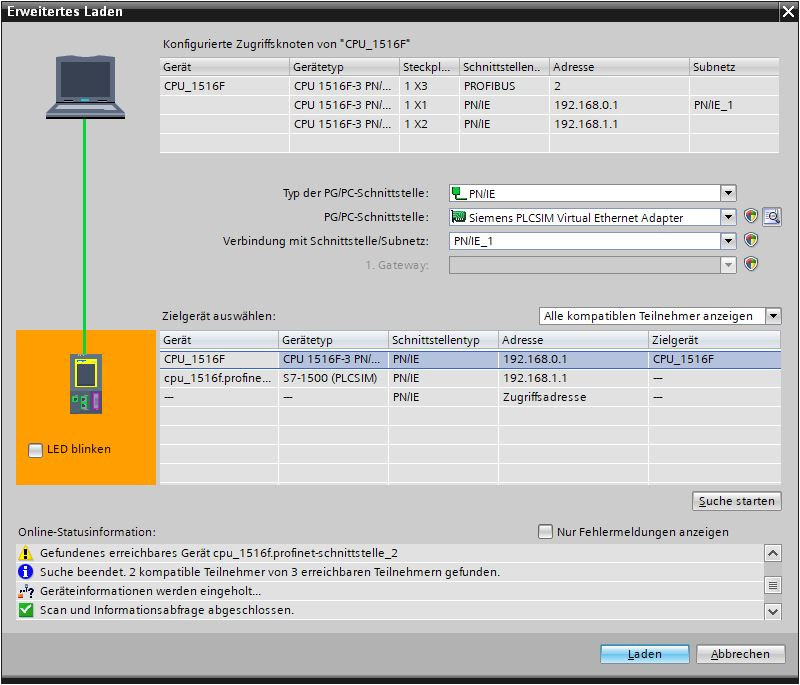 Erweitertes Laden
Konfigurierte Zugriffsknoten von "CPU_1516F"
Gerät Gerätetyp Steckpl... Schnittstellen... Adresse Subnetz
CPU_1516F CPU 1516F-3 PN/... 1 X3 PROFIBUS 2
CPU 1516F-3 PN/... 1 X1 PN/IE 192.168.0.1 PN/IE_1
CPU 1516F-3 PN/... 1 X2 PN/IE 192.168.1.1
Typ der PG/PC-Schnittstelle: PN/IE
PG/PC-Schnittstelle: Siemens PLCSIM Virtual Ethernet Adapter
Verbindung mit Schnittstelle/Subnetz: PN/IE_1
1. Gateway:
Zielgerät auswählen: Alle kompatiblen Teilnehmer anzeigen
Gerät Gerätetyp Schnittstellentyp Adresse Zielgerät
CPU_1516F CPU 1516F-3 PN/... PN/IE 192.168.0.1 CPU_1516F
cpu_1516f.profine... S7-1500 (PLCSIM) PN/IE 192.168.1.1 ---
--- --- PN/IE Zugriffsadresse ---
LED blinken
Suche starten
Online-Statusinformation: Nur Fehlermeldungen anzeigen
Gefundenes erreichbares Gerät cpu_1516f.profinet-schnittstelle_2
Suche beendet. 2 kompatible Teilnehmer von 3 erreichbaren Teilnehmern gefunden.
Geräteinformationen werden eingeholt...
Scan und Informationsabfrage abgeschlossen.
Laden Abbrechen